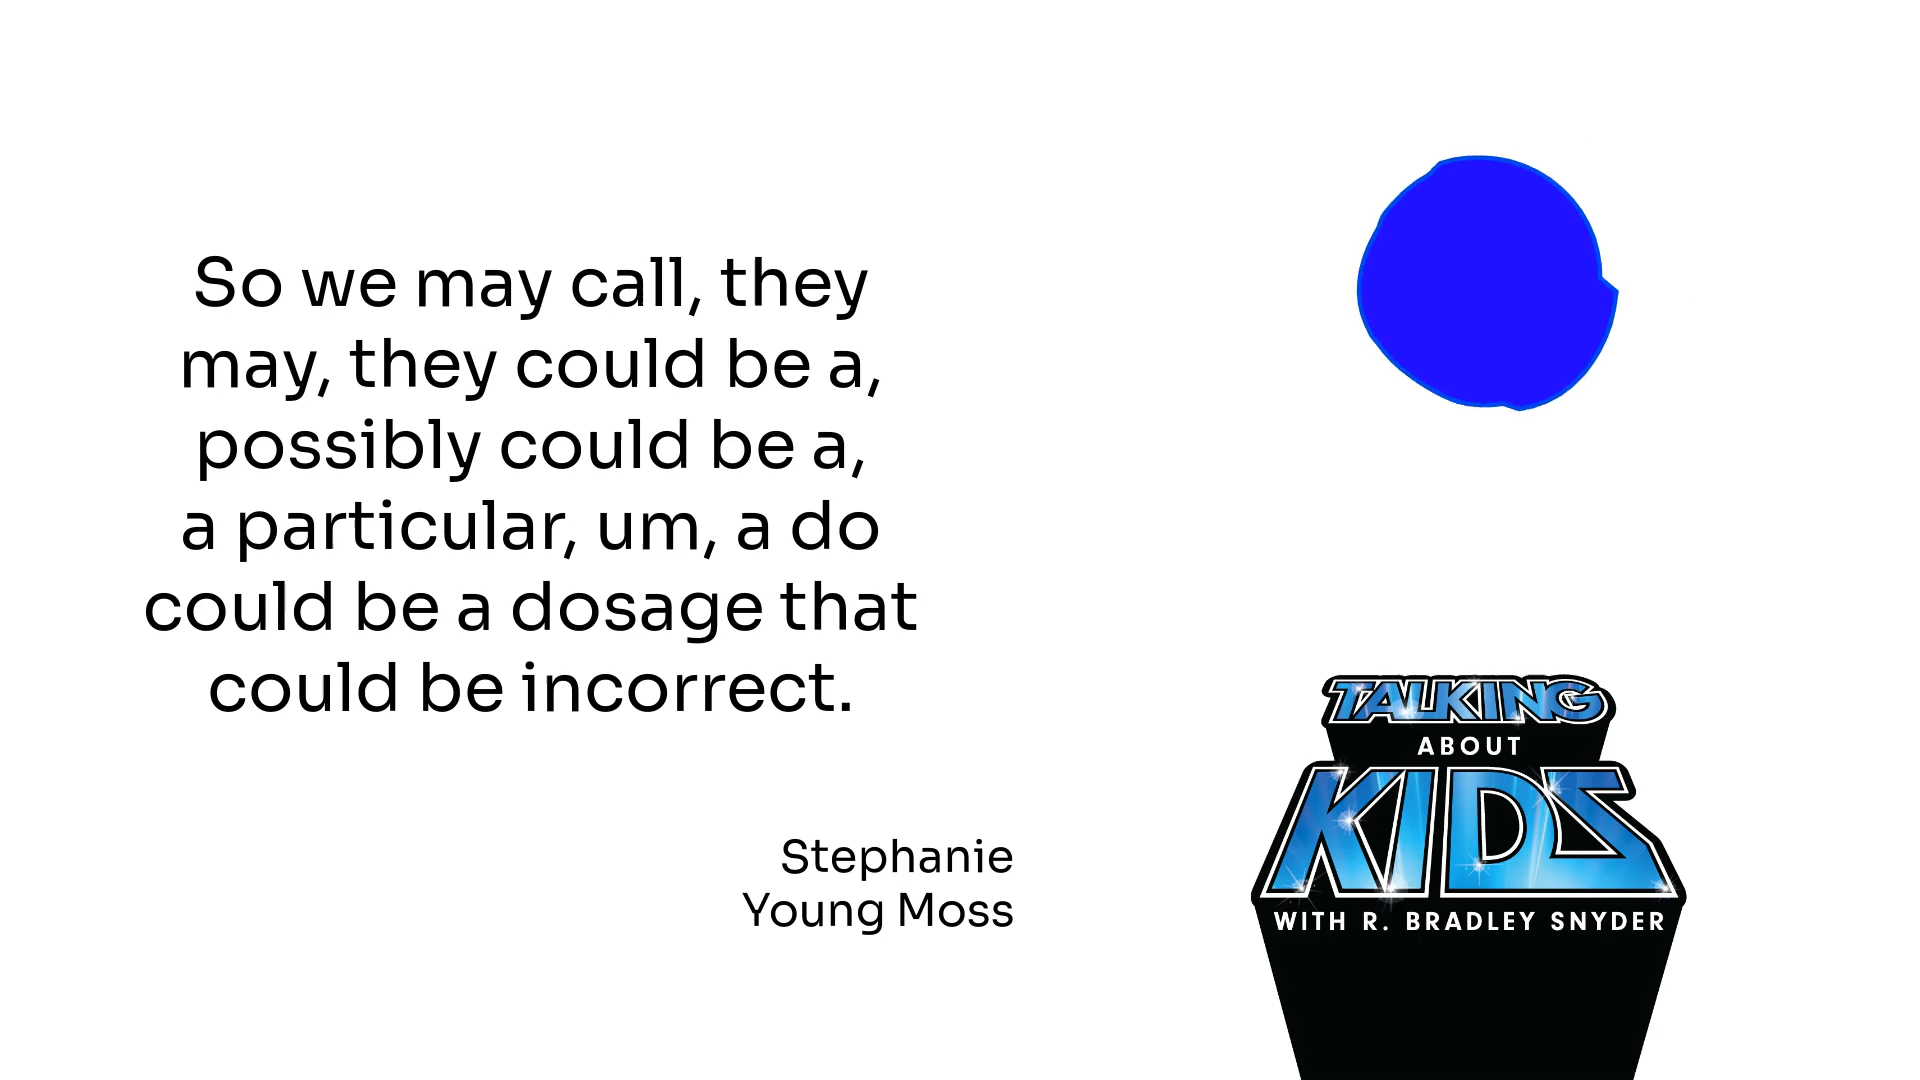 So we may call, they
may, they could be a,
possibly could be a,
a particular, um, a do
could be a dosage that
could be incorrect.
Stephanie
Young Moss
TALKING
ABOUT
KIDS
WITH R. BRADLEY SNYDER